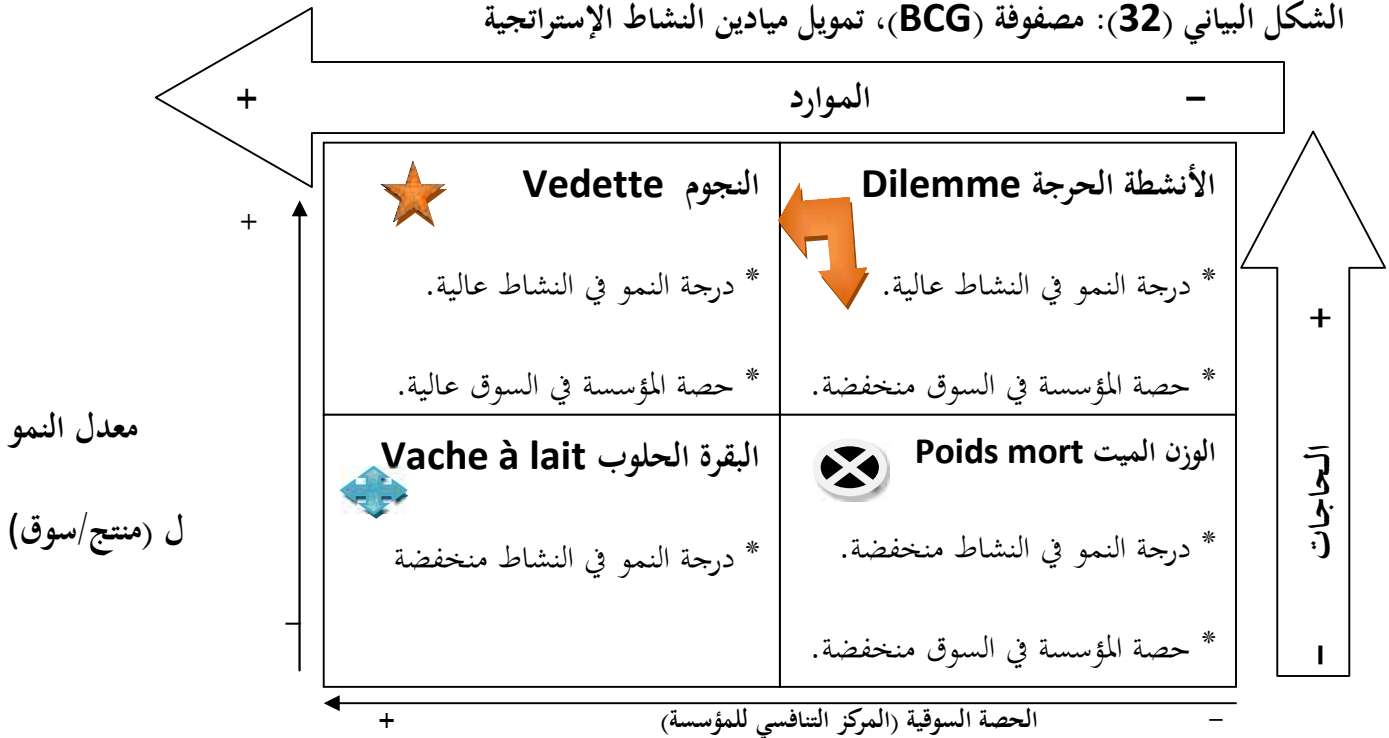 الشكل البياني (32): مصفوفة (BCG)، تمويل ميادين النشاط الإستراتجية
− الموارد +
الأنشطة الحرجة Dilemme
* درجة النمو في النشاط عالية.
* حصة المؤسسة في السوق منخفضة.
النجوم Vedette
* درجة النمو في النشاط عالية.
* حصة المؤسسة في السوق عالية.
الوزن الميت Poids mort
* درجة النمو في النشاط منخفضة.
* حصة المؤسسة في السوق منخفضة.
البقرة الحلوب Vache à lait
* درجة النمو في النشاط منخفضة
+
الحاجات
−
+
معدل النمو
ل (منتج/سوق)
−
− الحصة السوقية (المركز التنافسي للمؤسسة) +